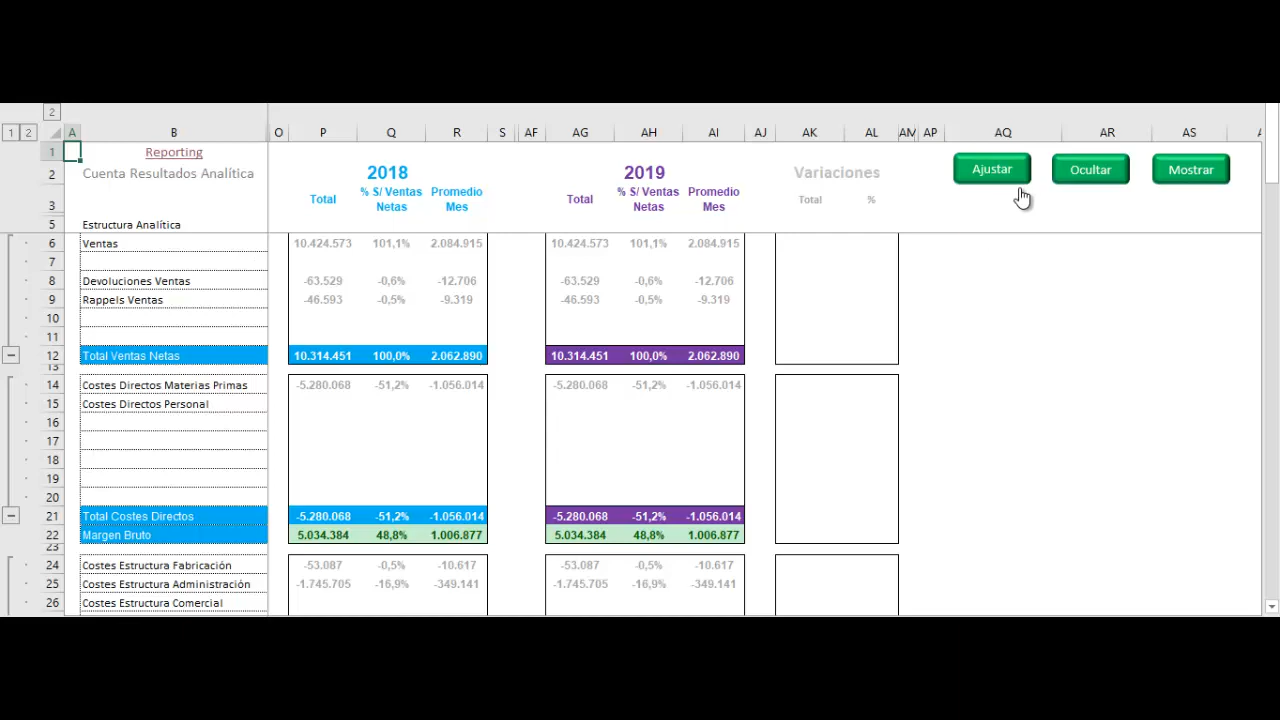 2
1 2 A B O P Q R S AF AG AH AI AJ AK AL AM AP AQ AR AS
1 Reporting
2 Cuenta Resultados Analítica 2018 2019 Variaciones Ajustar Ocultar Mostrar
3 Total % S/ Ventas Netas Promedio Mes Total % S/ Ventas Netas Promedio Mes Total %
5 Estructura Analítica
6 Ventas 10.424.573 101,1% 2.084.915 10.424.573 101,1% 2.084.915
7
8 Devoluciones Ventas -63.529 -0,6% -12.706 -63.529 -0,6% -12.706
9 Rappels Ventas -46.593 -0,5% -9.319 -46.593 -0,5% -9.319
10
11
12 Total Ventas Netas 10.314.451 100,0% 2.062.890 10.314.451 100,0% 2.062.890
13
14 Costes Directos Materias Primas -5.280.068 -51,2% -1.056.014 -5.280.068 -51,2% -1.056.014
15 Costes Directos Personal
16
17
18
19
20
21 Total Costes Directos -5.280.068 -51,2% -1.056.014 -5.280.068 -51,2% -1.056.014
22 Margen Bruto 5.034.384 48,8% 1.006.877 5.034.384 48,8% 1.006.877
23
24 Costes Estructura Fabricación -53.087 -0,5% -10.617 -53.087 -0,5% -10.617
25 Costes Estructura Administración -1.745.705 -16,9% -349.141 -1.745.705 -16,9% -349.141
26 Costes Estructura Comercial